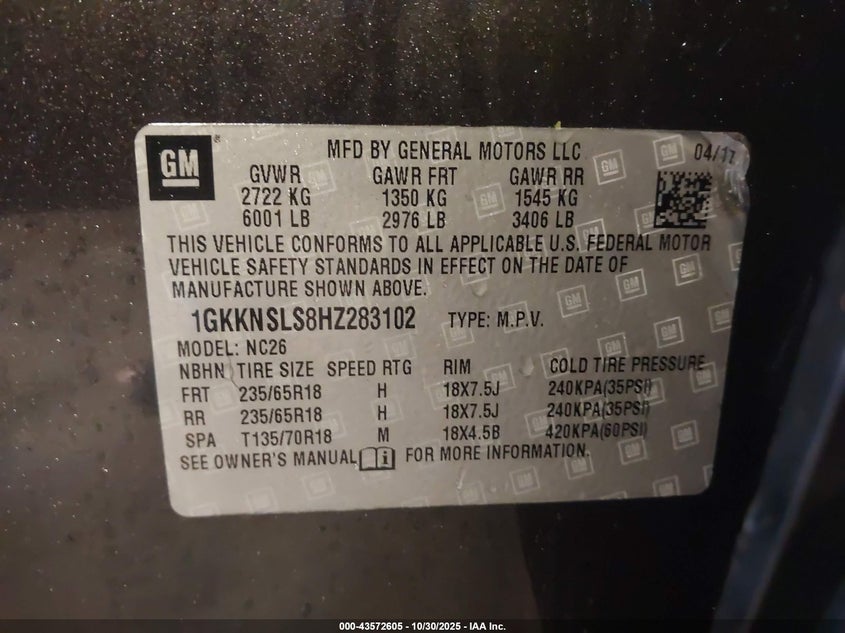 GM ® MFD BY GENERAL MOTORS LLC 04/17
GVWR GAWR FRT GAWR RR
2722 KG 1350 KG 1545 KG
6001 LB 2976 LB 3406 LB
THIS VEHICLE CONFORMS TO ALL APPLICABLE U.S. FEDERAL MOTOR
VEHICLE SAFETY STANDARDS IN EFFECT ON THE DATE OF
MANUFACTURE SHOWN ABOVE.
1GKKNSLS8HZ283102 TYPE: M.P.V.
MODEL: NC26
NBHN TIRE SIZE SPEED RTG RIM COLD TIRE PRESSURE
FRT 235/65R18 H 18X7.5J 240KPA(35PSI)
RR 235/65R18 H 18X7.5J 240KPA(35PSI)
SPA T135/70R18 M 18X4.5B 420KPA(60PSI)
SEE OWNER'S MANUAL FOR MORE INFORMATION.
000-43572605 - 10/30/2025 - IAA Inc.